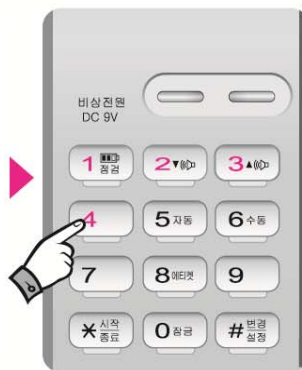 비상전원
DC 9V
1 점검
2▼
3▲
4
5 자동
6 수동
7
8 에티켓
9
* 시작 종료
0 잠금
# 변경 설정